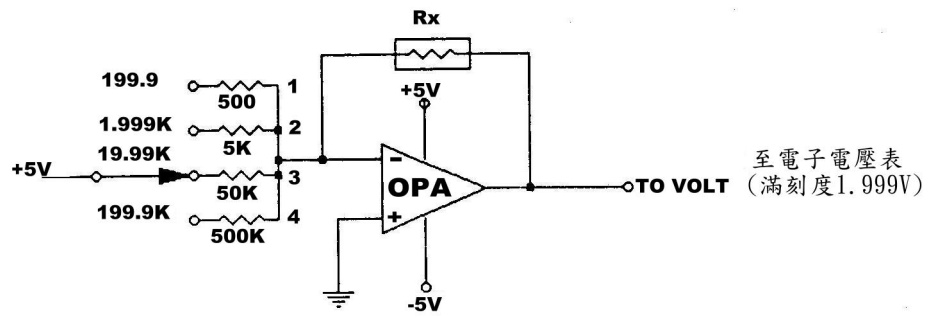 Rx
199.9
500
1
1.999K
5K
2
19.99K
50K
3
199.9K
500K
4
+5V
+5V
−
OPA
+
-5V
TO VOLT
至電子電壓表
(滿刻度1.999V)